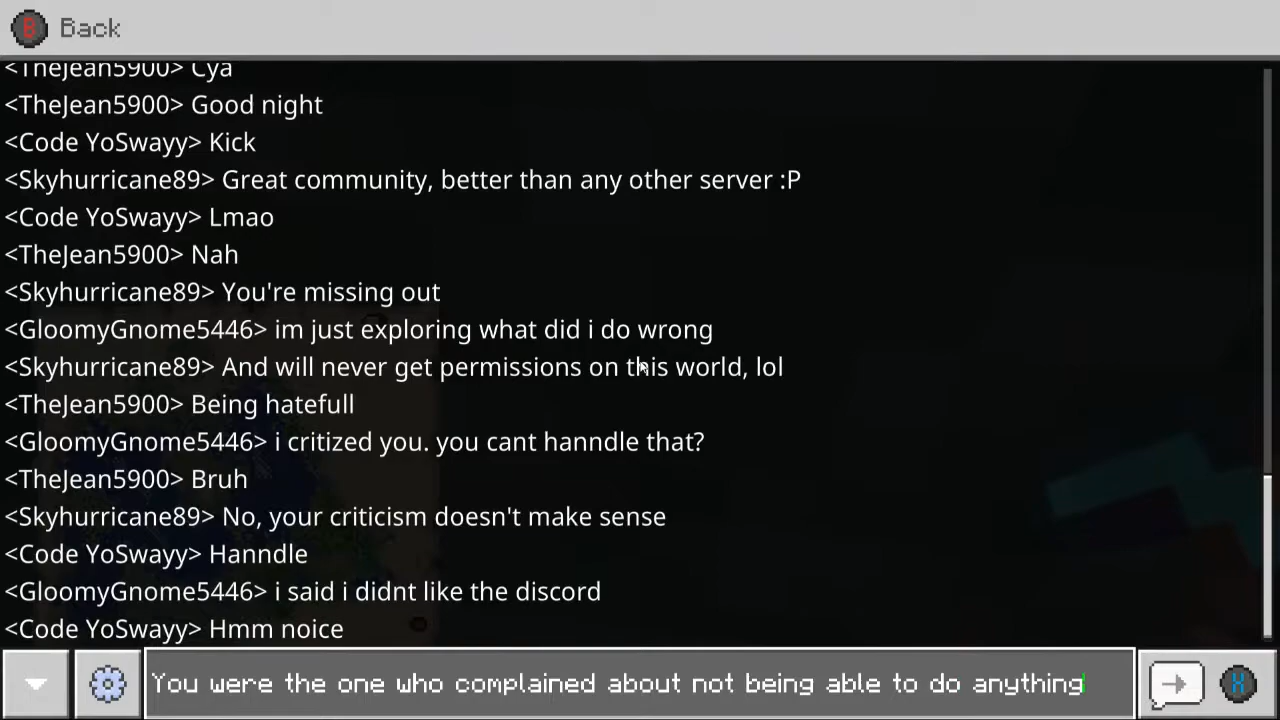 B Back
<TheJean5900> Cya
<TheJean5900> Good night
<Code YoSwayy> Kick
<Skyhurricane89> Great community, better than any other server :P
<Code YoSwayy> Lmao
<TheJean5900> Nah
<Skyhurricane89> You're missing out
<GloomyGnome5446> im just exploring what did i do wrong
<Skyhurricane89> And will never get permissions on this world, lol
<TheJean5900> Being hatefull
<GloomyGnome5446> i critized you. you cant hanndle that?
<TheJean5900> Bruh
<Skyhurricane89> No, your criticism doesn't make sense
<Code YoSwayy> Hanndle
<GloomyGnome5446> i said i didnt like the discord
<Code YoSwayy> Hmm noice
You were the one who complained about not being able to do anything
X